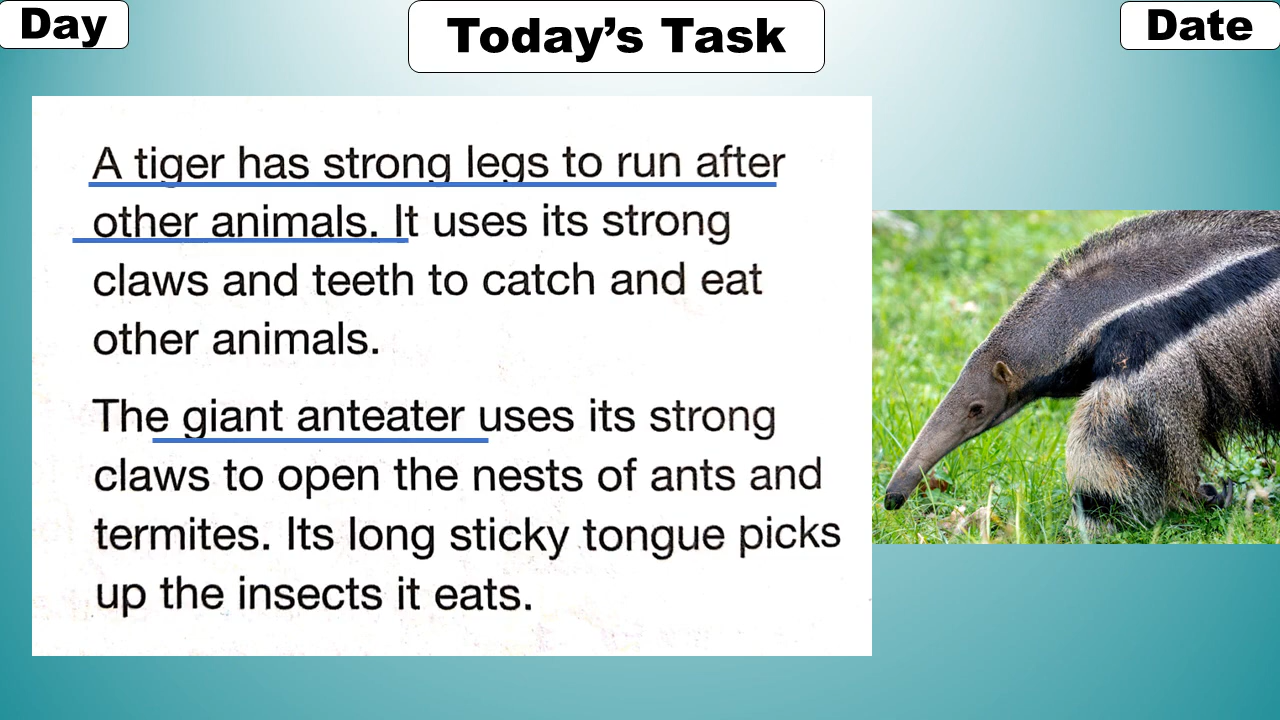 Day
Today’s Task
Date
A tiger has strong legs to run after
other animals. It uses its strong
claws and teeth to catch and eat
other animals.
The giant anteater uses its strong
claws to open the nests of ants and
termites. Its long sticky tongue picks
up the insects it eats.